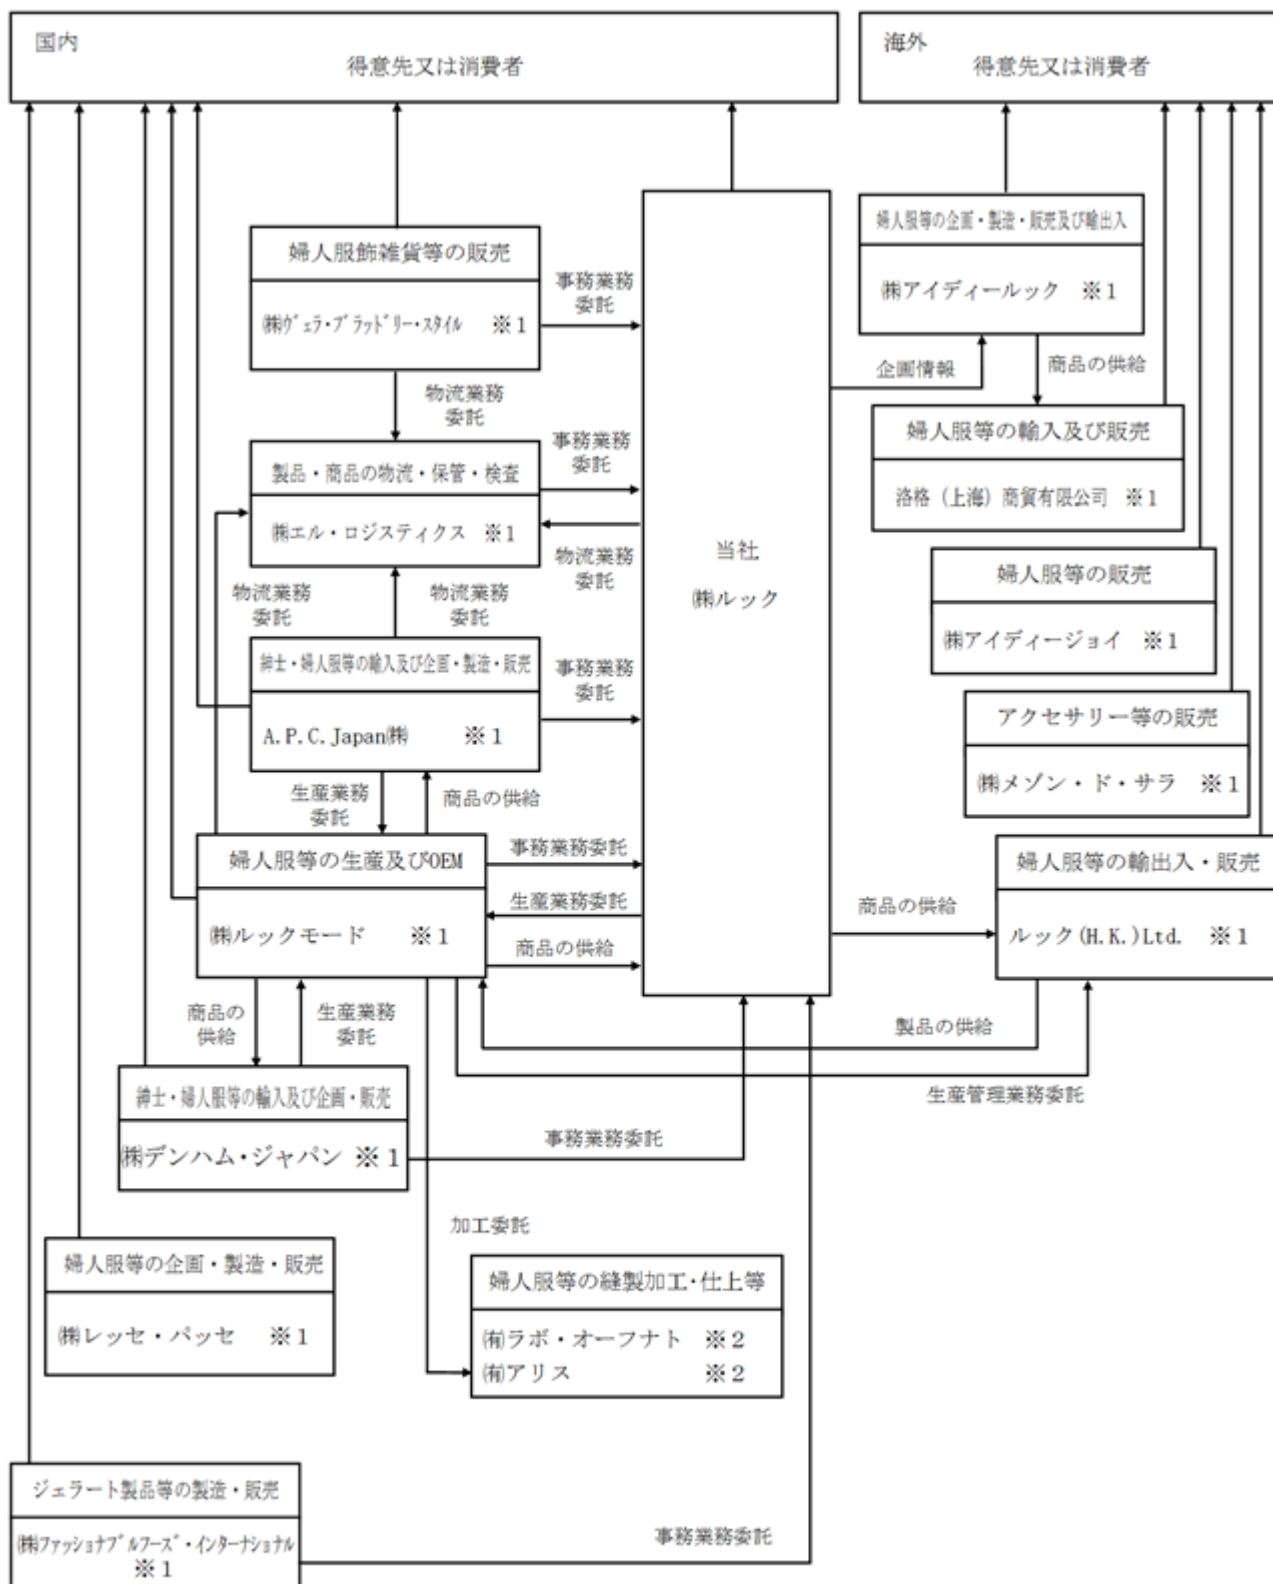 国内
得意先又は消費者
海外
得意先又は消費者
婦人服飾雑貨等の販売
㈱ヴェラ・ブラッドリー・スタイル ※1
事務業務
委託
物流業務
委託
製品・商品の物流・保管・検査
㈱エル・ロジスティクス ※1
事務業務
委託
物流業務
委託
物流業務
委託
物流業務
委託
紳士・婦人服等の輸入及び企画・製造・販売
A.P.C.Japan㈱ ※1
事務業務
委託
生産業務
委託
商品の供給
婦人服等の生産及びOEM
㈱ルックモード ※1
事務業務委託
生産業務委託
商品の供給
当社
㈱ルック
婦人服等の企画・製造・販売及び輸出入
㈱アイディールック ※1
企画情報
商品の供給
婦人服等の輸入及び販売
洛格（上海）商貿有限公司 ※1
婦人服等の販売
㈱アイディージョイ ※1
アクセサリー等の販売
㈱メゾン・ド・サラ ※1
婦人服等の輸出入・販売
ルック(H.K.)Ltd. ※1
商品の供給
製品の供給
生産管理業務委託
商品の
供給
生産業務
委託
紳士・婦人服等の輸入及び企画・販売
㈱デンハム・ジャパン ※1
事務業務委託
加工委託
婦人服等の企画・製造・販売
㈱レッセ・パッセ ※1
婦人服等の縫製加工・仕上等
㈲ラボ・オーフナト ※2
㈲アリス ※2
ジェラート製品等の製造・販売
㈱ファッショナブルフーズ・インターナショナル
※1
事務業務委託